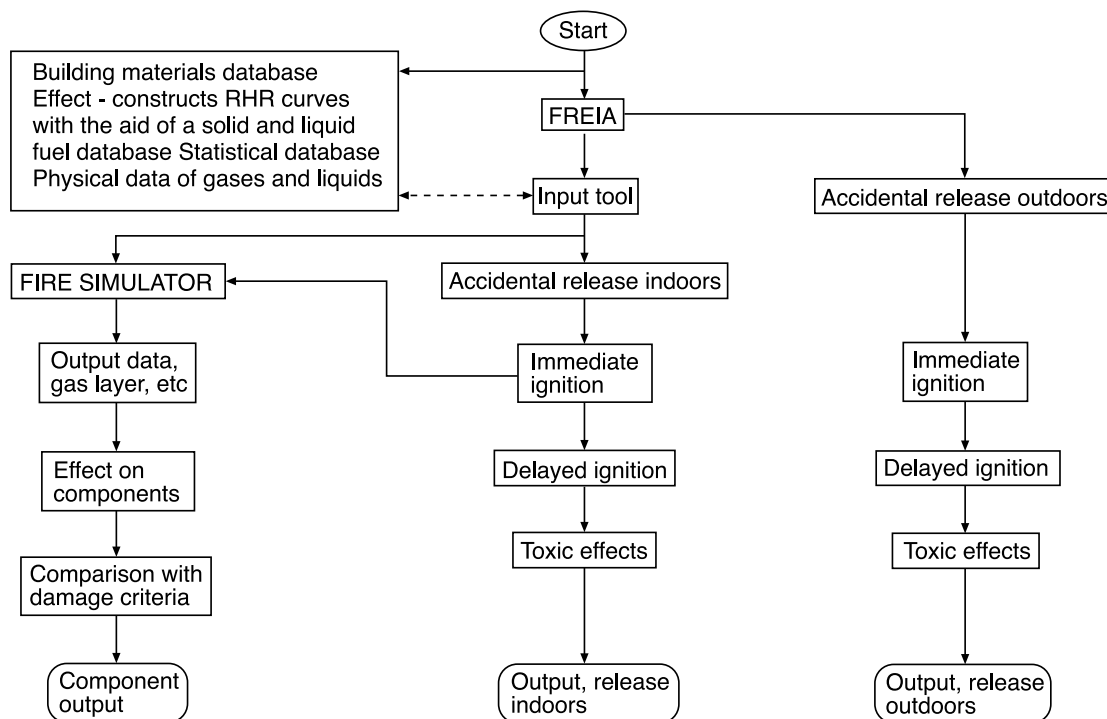 Start
Building materials database
Effect - constructs RHR curves
with the aid of a solid and liquid
fuel database Statistical database
Physical data of gases and liquids
FREIA
Input tool
Accidental release outdoors
FIRE SIMULATOR
Accidental release indoors
Output data,
gas layer, etc
Immediate
ignition
Immediate
ignition
Effect on
components
Delayed ignition
Delayed ignition
Comparison with
damage criteria
Toxic effects
Toxic effects
Component
output
Output, release
indoors
Output, release
outdoors